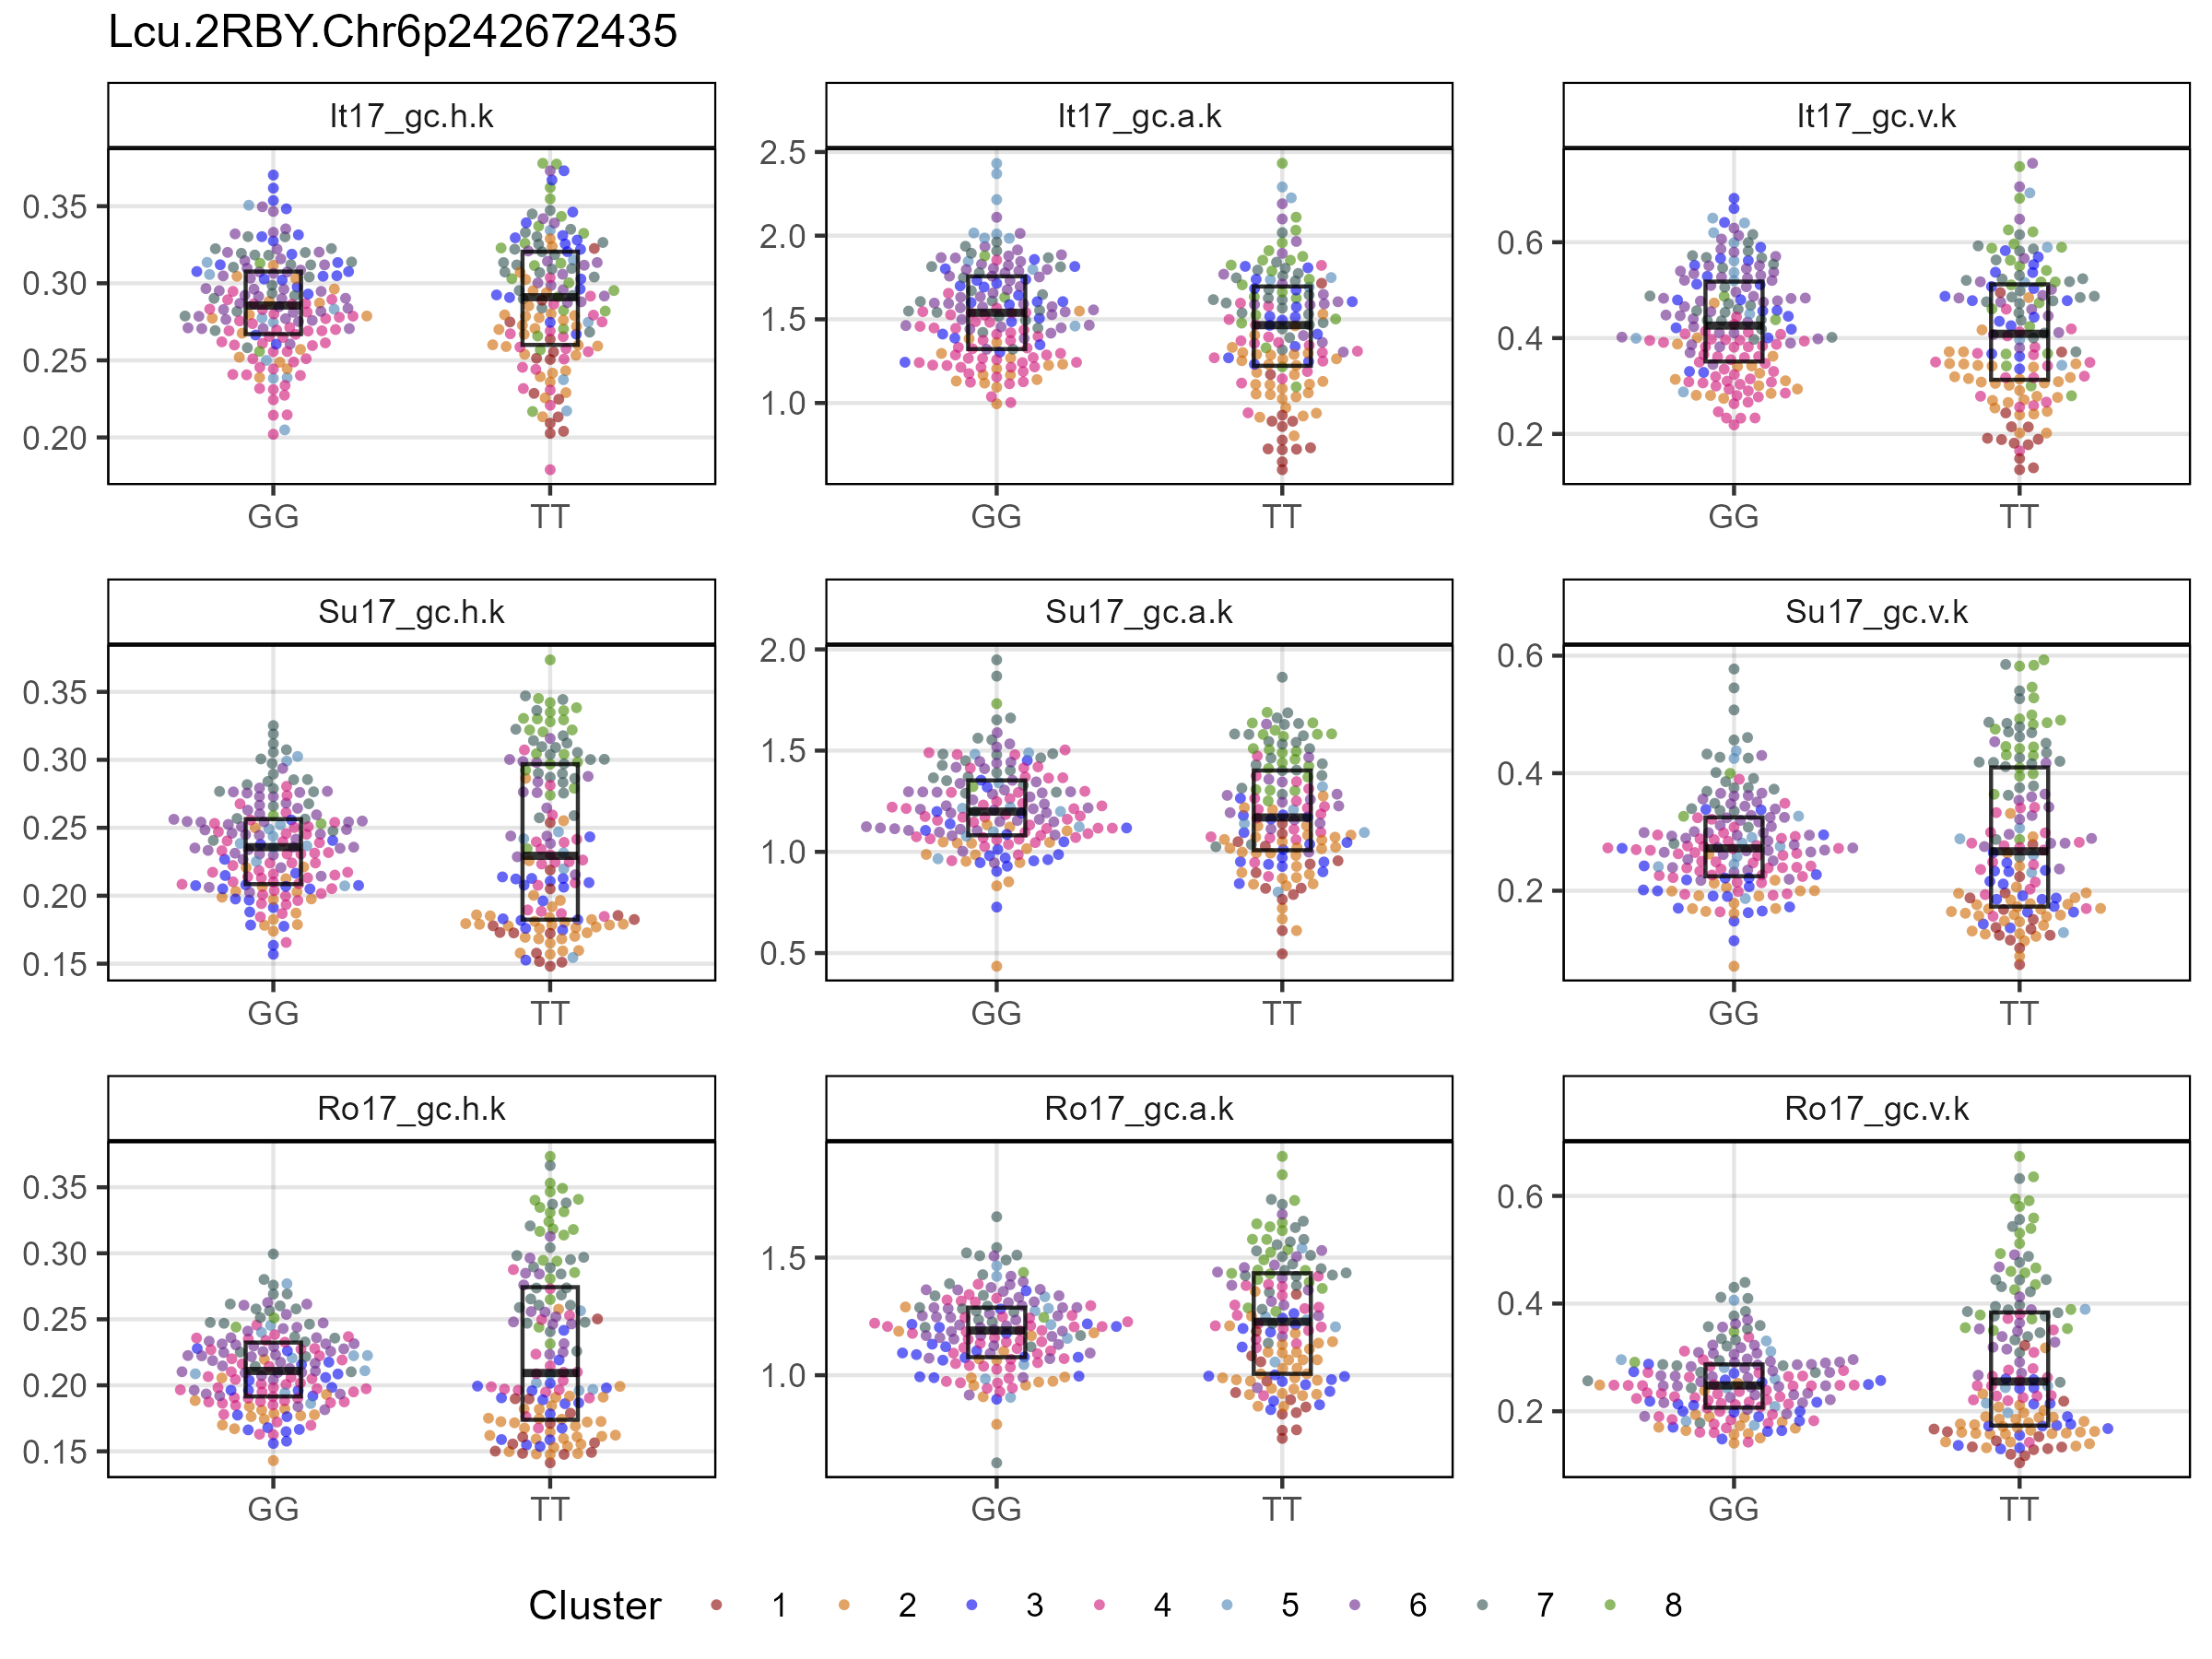 Lcu.2RBY.Chr6p242672435
It17_gc.h.k
It17_gc.a.k
It17_gc.v.k
0.35
0.30
0.25
0.20
2.5
2.0
1.5
1.0
0.6
0.4
0.2
GG TT
GG TT
GG TT
Su17_gc.h.k
Su17_gc.a.k
Su17_gc.v.k
0.35
0.30
0.25
0.20
0.15
2.0
1.5
1.0
0.5
0.6
0.4
0.2
GG TT
GG TT
GG TT
Ro17_gc.h.k
Ro17_gc.a.k
Ro17_gc.v.k
0.35
0.30
0.25
0.20
0.15
1.5
1.0
0.6
0.4
0.2
GG TT
GG TT
GG TT
Cluster 1 2 3 4 5 6 7 8